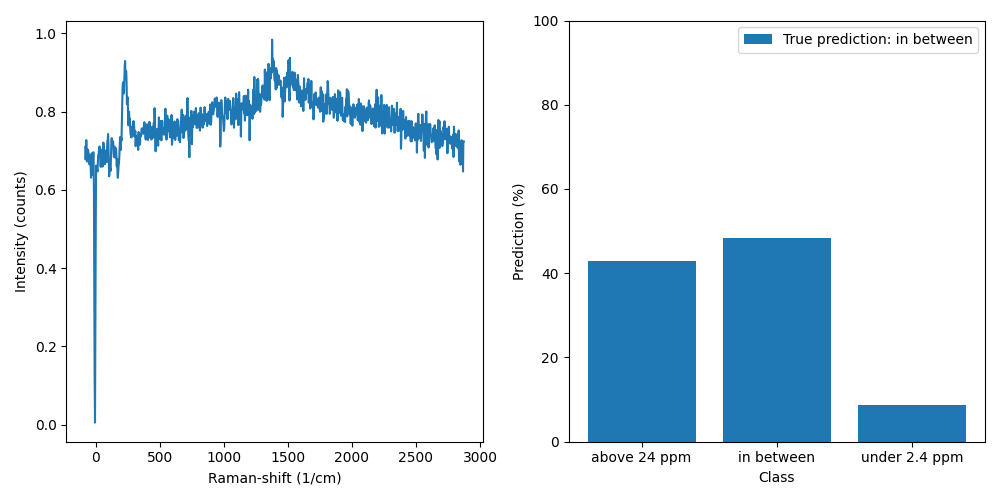 1.0
0.8
0.6
0.4
0.2
0.0
Intensity (counts)
0 500 1000 1500 2000 2500 3000
Raman-shift (1/cm)
100
80
60
40
20
0
Prediction (%)
True prediction: in between
above 24 ppm in between under 2.4 ppm
Class